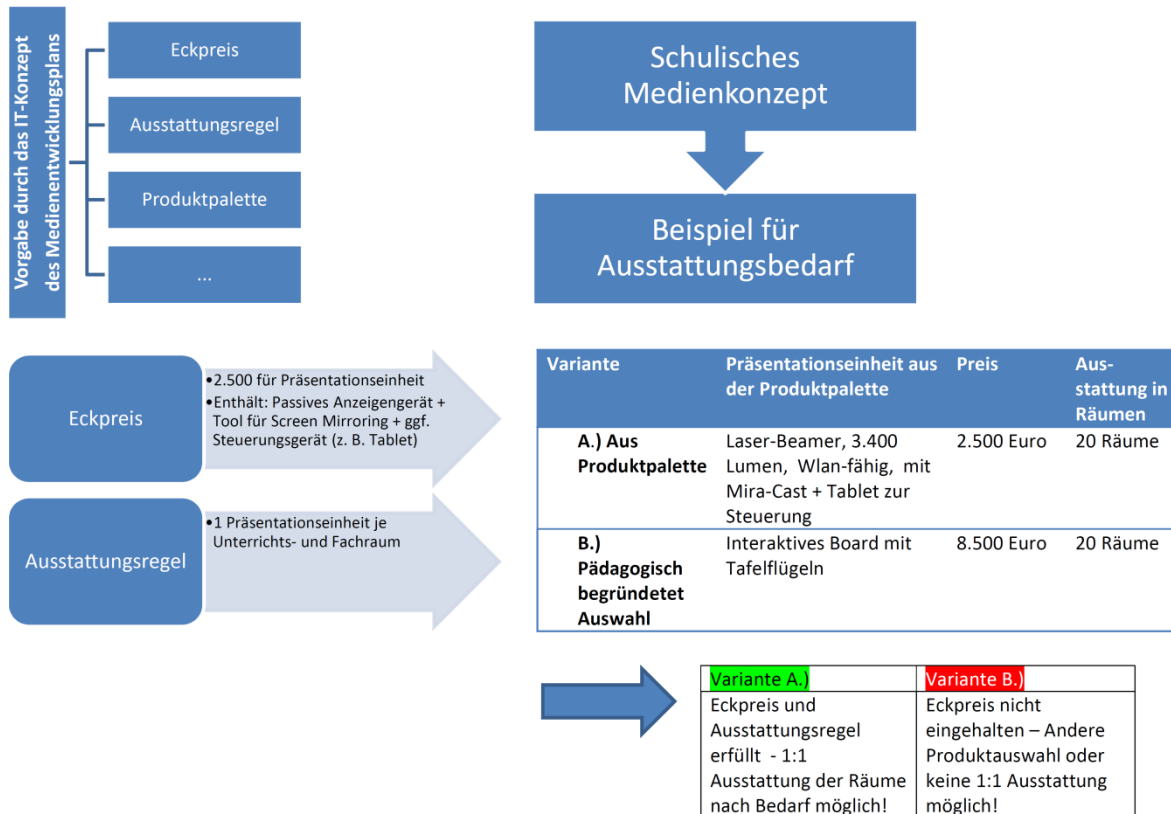 Vorgabe durch das IT-Konzept
des Medienentwicklungsplans
Eckpreis
Ausstattungsregel
Produktpalette
...
Schulisches
Medienkonzept
Beispiel für
Ausstattungsbedarf
Eckpreis
•2.500 für Präsentationseinheit
•Enthält: Passives Anzeigengerät +
Tool für Screen Mirroring + ggf.
Steuerungsgerät (z. B. Tablet)
Ausstattungsregel
•1 Präsentationseinheit je
Unterrichts- und Fachraum
Variante
Präsentationseinheit aus
der Produktpalette
Preis
Aus-
stattung in
Räumen
A.) Aus
Produktpalette
Laser-Beamer, 3.400
Lumen, Wlan-fähig, mit
Mira-Cast + Tablet zur
Steuerung
2.500 Euro
20 Räume
B.)
Pädagogisch
begründetet
Auswahl
Interaktives Board mit
Tafelflügeln
8.500 Euro
20 Räume
Variante A.)
Eckpreis und
Ausstattungsregel
erfüllt - 1:1
Ausstattung der Räume
nach Bedarf möglich!
Variante B.)
Eckpreis nicht
eingehalten – Andere
Produktauswahl oder
keine 1:1 Ausstattung
möglich!